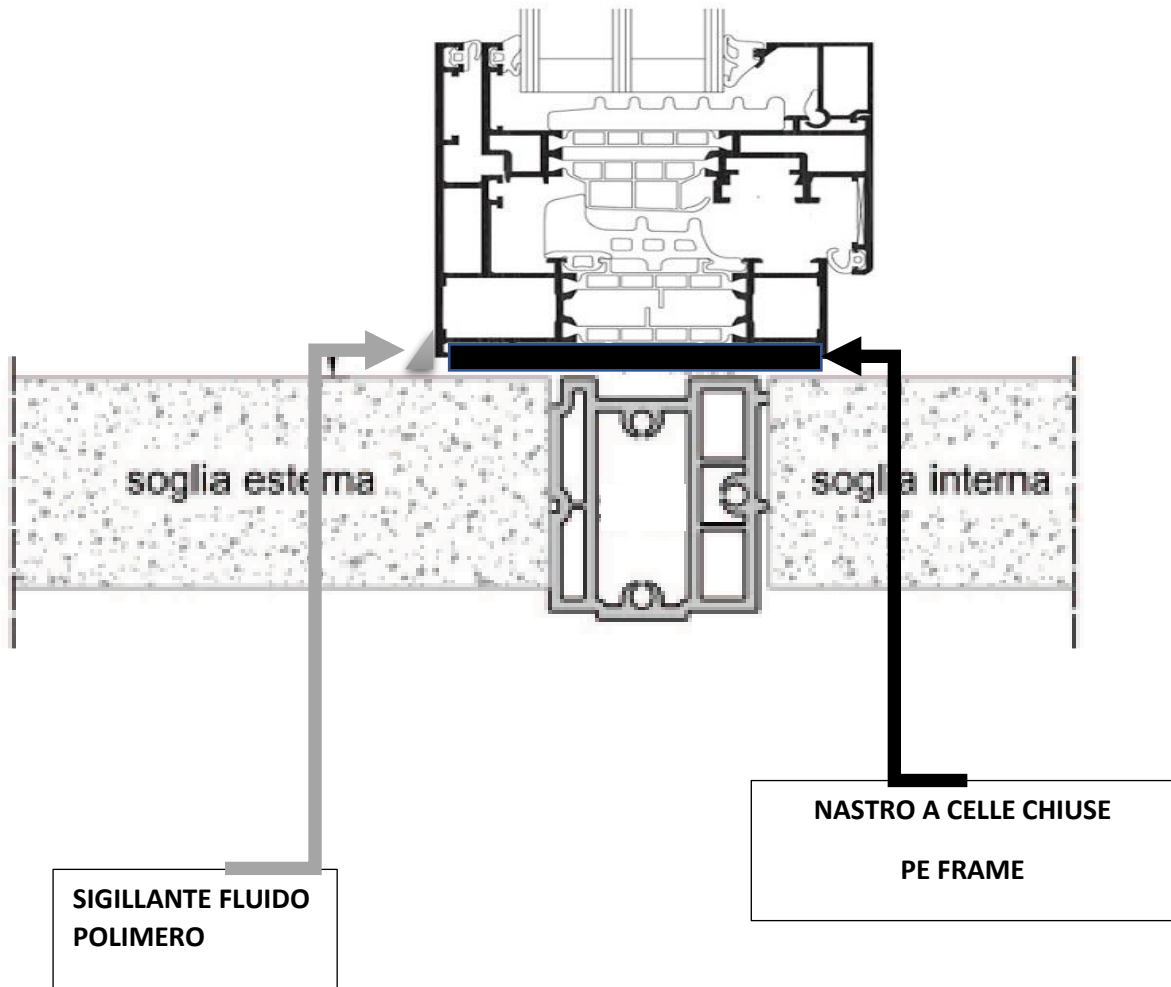 soglia esterna
soglia interna
NASTRO A CELLE CHIUSE
PE FRAME
SIGILLANTE FLUIDO
POLIMERO